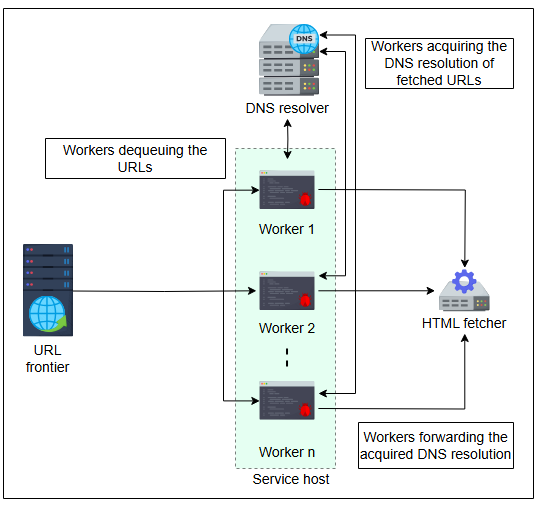 DNS
DNS resolver
Workers acquiring the
DNS resolution of
fetched URLs
Workers dequeuing the
URLs
Worker 1
Worker 2
Worker n
Service host
URL
frontier
HTML fetcher
Workers forwarding the
acquired DNS resolution